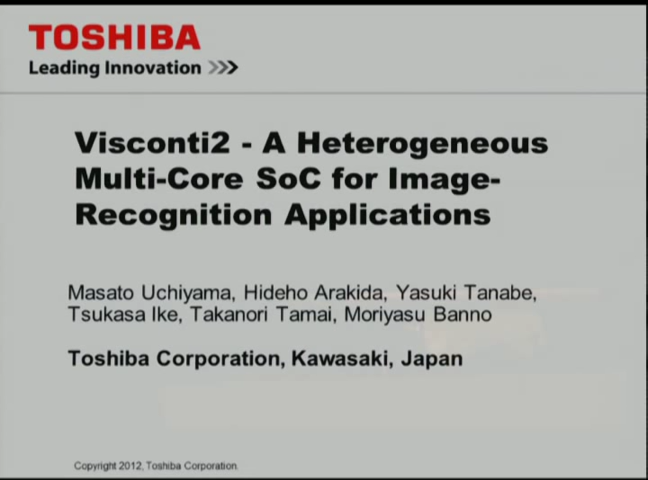 TOSHIBA
Leading Innovation >>>
Visconti2 - A Heterogeneous
Multi-Core SoC for Image-
Recognition Applications
Masato Uchiyama, Hideho Arakida, Yasuki Tanabe,
Tsukasa Ike, Takanori Tamai, Moriyasu Banno
Toshiba Corporation, Kawasaki, Japan
Copyright 2012, Toshiba Corporation.